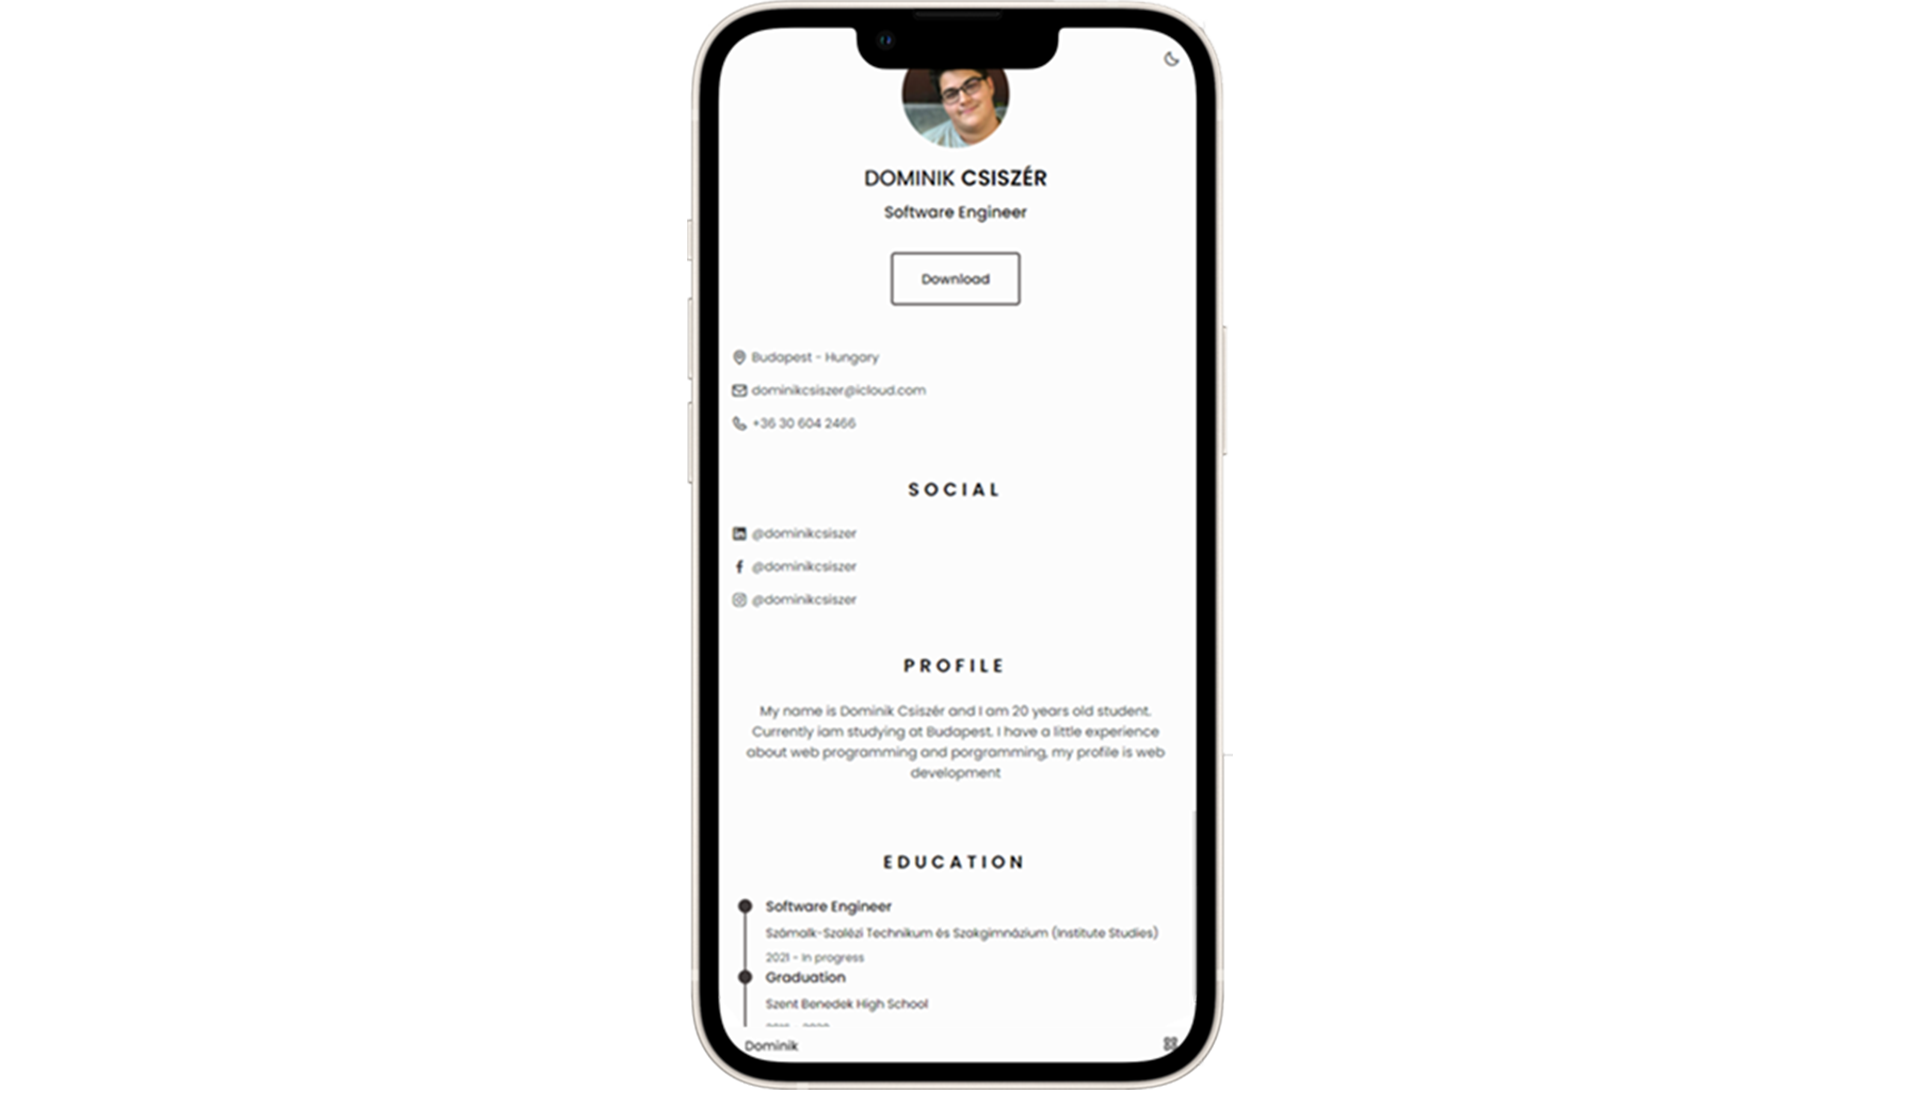 DOMINIK CSISZÉR
Software Engineer
Download
Budapest - Hungary
dominikcsiszer@icloud.com
+36 30 604 2466
SOCIAL
@dominikcsiszer
@dominikcsiszer
@dominikcsiszer
PROFILE
My name is Dominik Csiszér and I am 20 years old student.
Currently iam studying at Budapest. I have a little experience
about web programming and porgramming, my profile is web
development
EDUCATION
Software Engineer
Számalk-Szalézi Technikum és Szakgimnázium (Institute Studies)
2021 - In progress
Graduation
Szent Benedek High School
Dominik